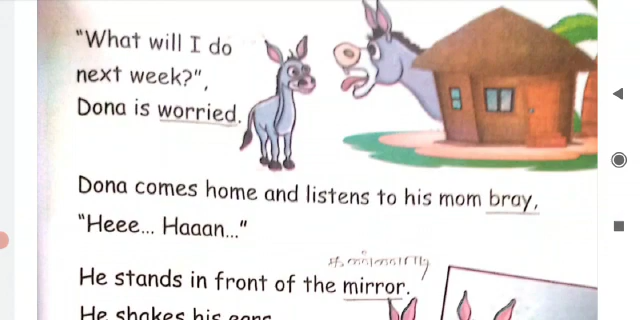 "What will I do
next week?",
Dona is worried.
Dona comes home and listens to his mom bray,
"Heee... Haaan..."
He stands in front of the mirror.
He shakes his ears